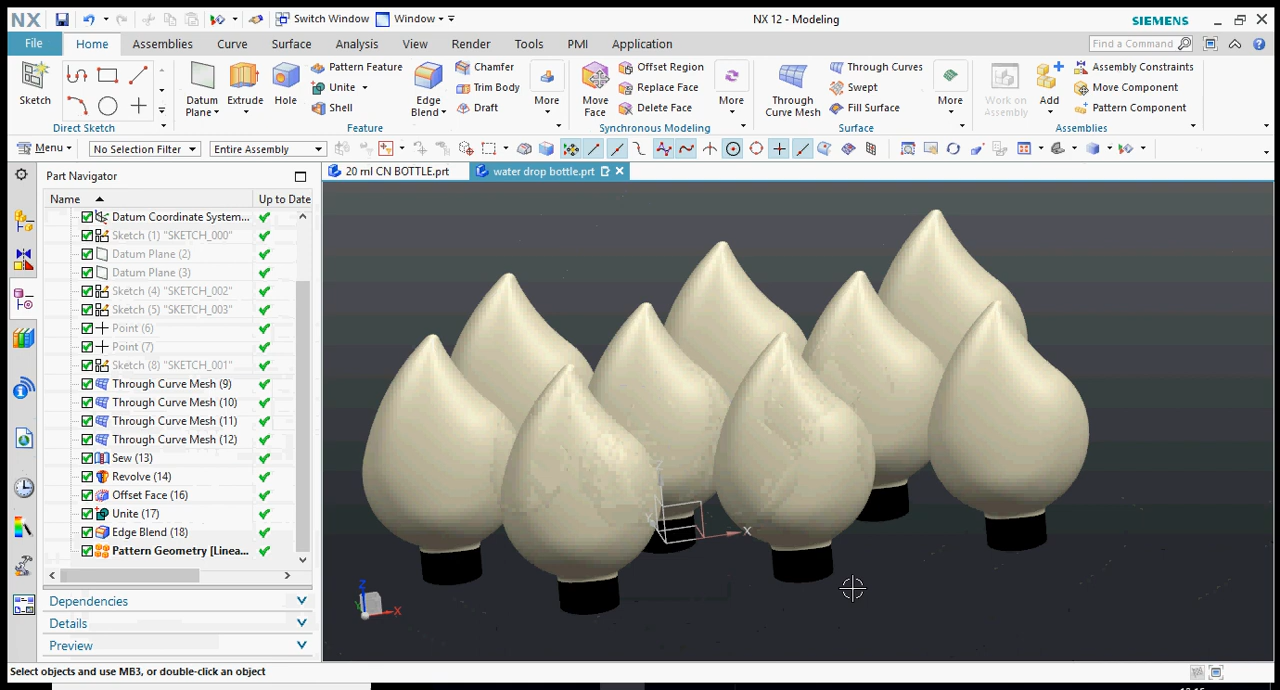 NX
Switch Window
Window
NX 12 - Modeling
SIEMENS
File
Home
Assemblies
Curve
Surface
Analysis
View
Render
Tools
PMI
Application
Find a Command
Sketch
Direct Sketch
Datum Plane
Extrude
Hole
Pattern Feature
Unite
Shell
Edge Blend
Chamfer
Trim Body
Draft
More
Feature
Move Face
Offset Region
Replace Face
Delete Face
More
Synchronous Modeling
Through Curve Mesh
Through Curves
Swept
Fill Surface
More
Surface
Work on Assembly
Add
Assembly Constraints
Move Component
Pattern Component
Assemblies
Menu
No Selection Filter
Entire Assembly
Part Navigator
20 ml CN BOTTLE.prt
water drop bottle.prt
Name
Up to Date
Datum Coordinate System...
Sketch (1) "SKETCH_000"
Datum Plane (2)
Datum Plane (3)
Sketch (4) "SKETCH_002"
Sketch (5) "SKETCH_003"
Point (6)
Point (7)
Sketch (8) "SKETCH_001"
Through Curve Mesh (9)
Through Curve Mesh (10)
Through Curve Mesh (11)
Through Curve Mesh (12)
Sew (13)
Revolve (14)
Offset Face (16)
Unite (17)
Edge Blend (18)
Pattern Geometry [Linea...
Dependencies
Details
Preview
Z
Y
X
Z
Y
X
Select objects and use MB3, or double-click an object